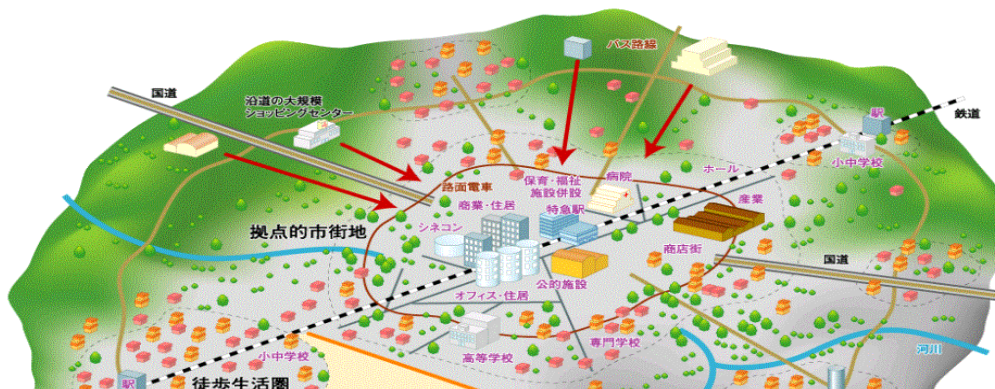 バス路線
国道
沿道の大規模
ショッピングセンター
駅
鉄道
小中学校
保育・福祉
施設併設
病院
ホール
路面電車
商業・住居
特急駅
産業
シネコン
拠点的市街地
商店街
国道
公的施設
オフィス・住居
高等学校
専門学校
河川
小中学校
駅
徒歩生活圏